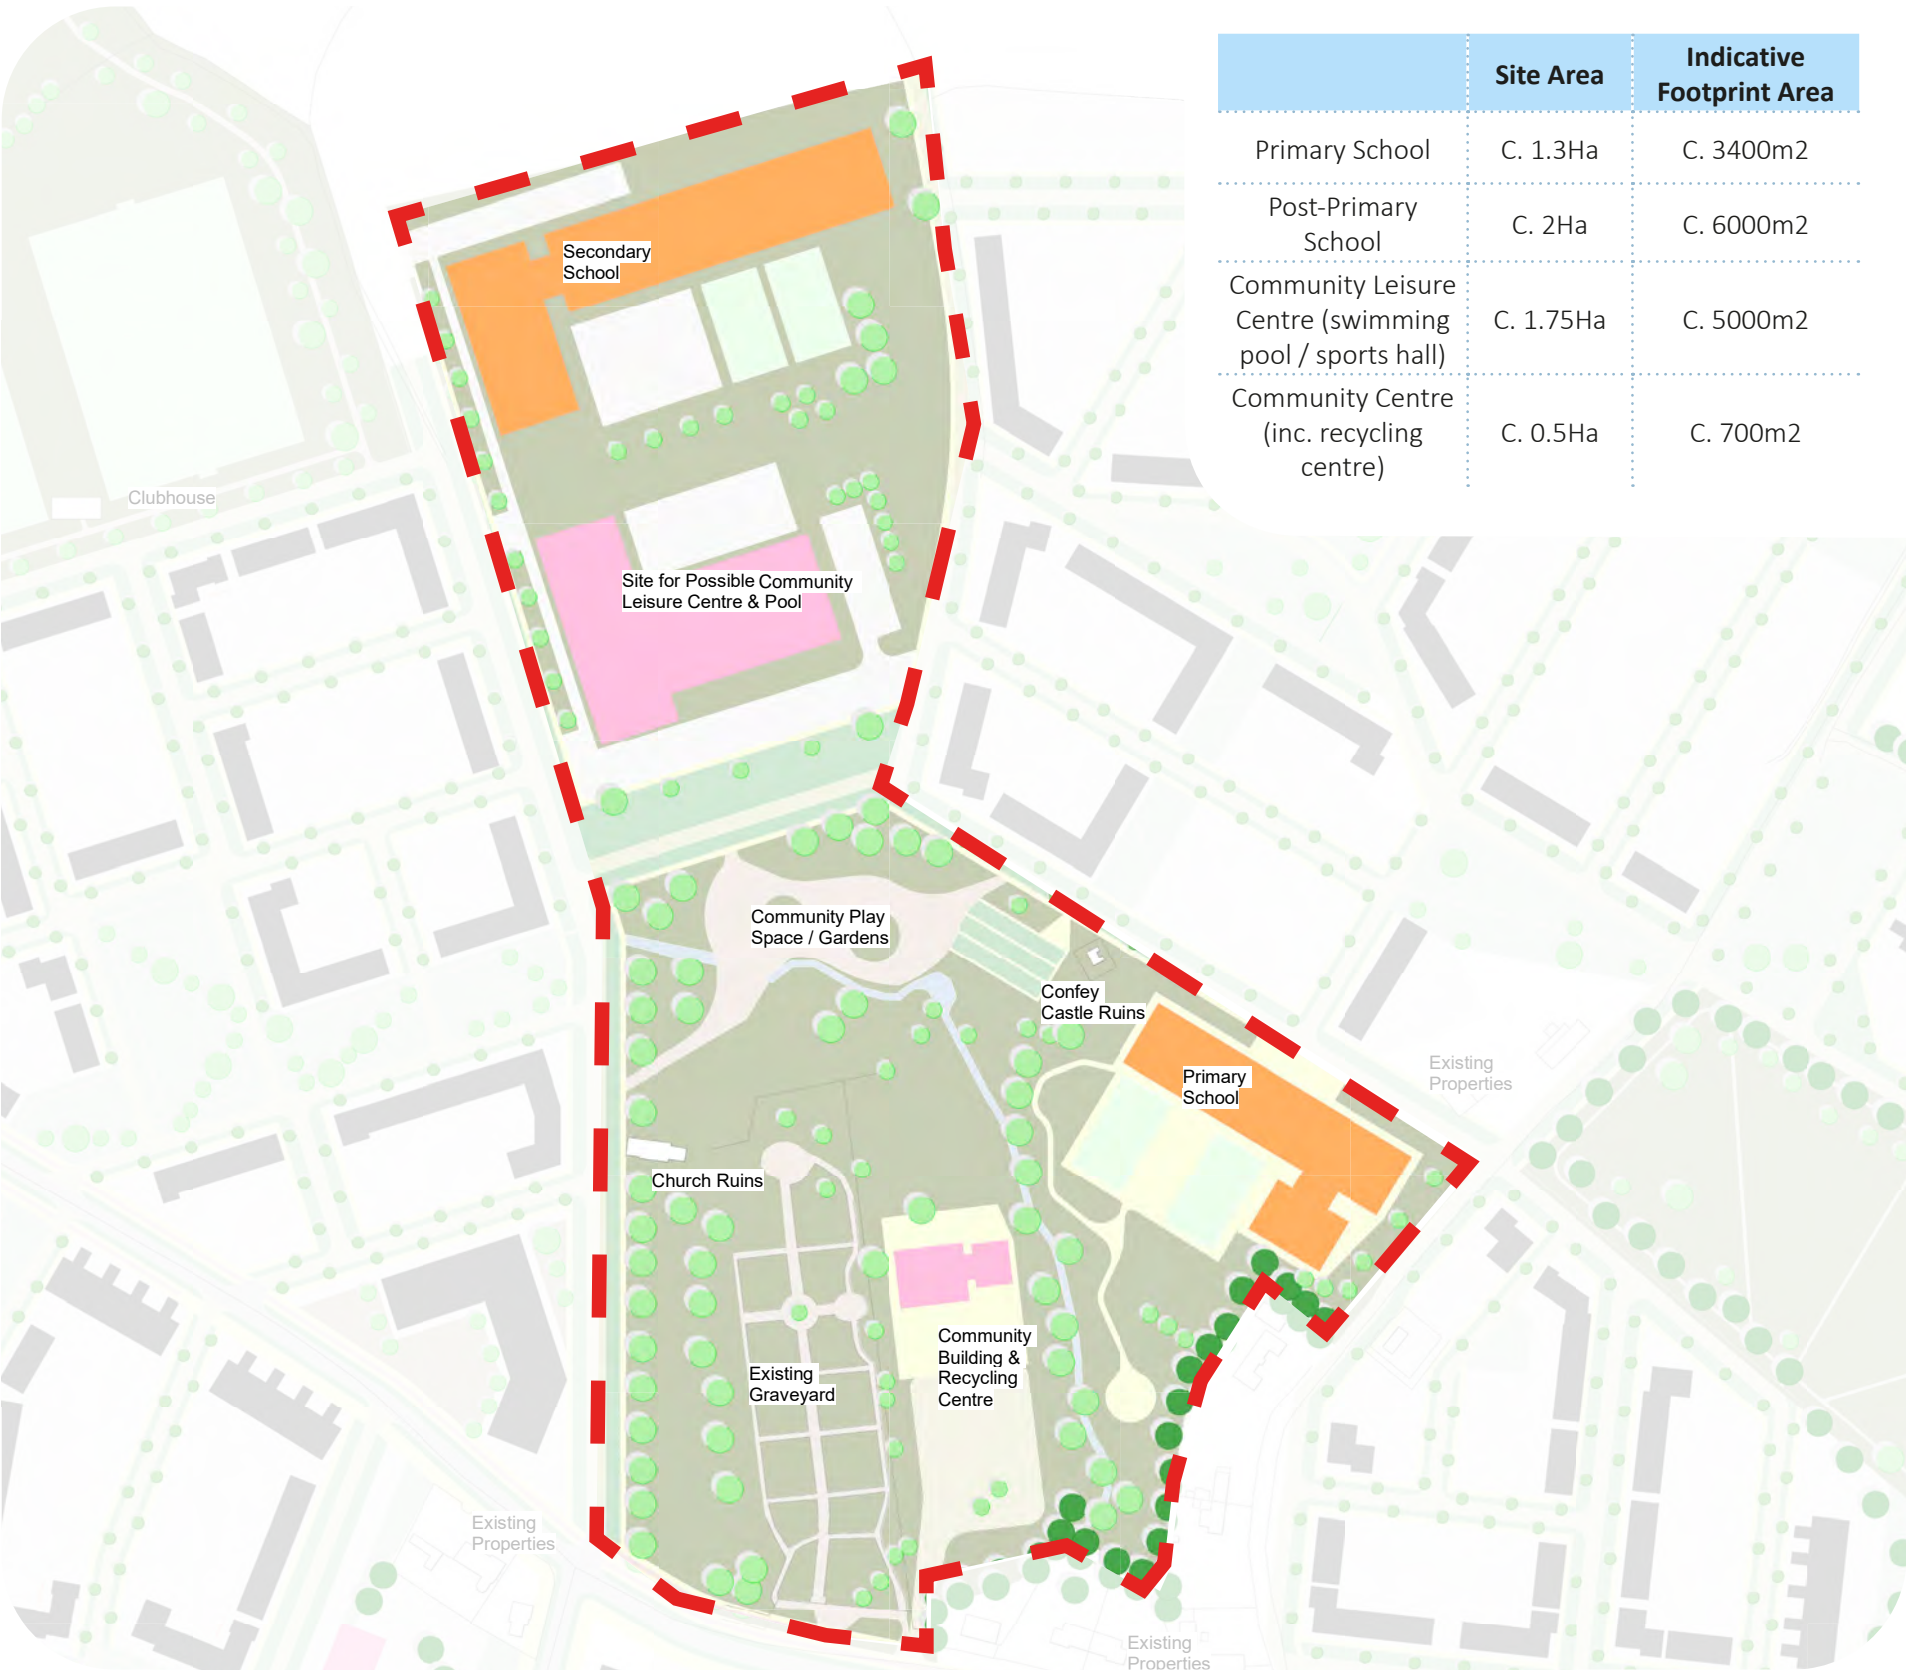 Site Area
Indicative
Footprint Area
Primary School
C. 1.3Ha
C. 3400m2
Post-Primary
School
C. 2Ha
C. 6000m2
Community Leisure
Centre (swimming
pool / sports hall)
C. 1.75Ha
C. 5000m2
Community Centre
(inc. recycling
centre)
C. 0.5Ha
C. 700m2
Secondary
School
Clubhouse
Site for Possible Community
Leisure Centre & Pool
Community Play
Space / Gardens
Confey
Castle Ruins
Primary
School
Existing
Properties
Church Ruins
Community
Building &
Recycling
Centre
Existing
Graveyard
Existing
Properties
Existing
Properties